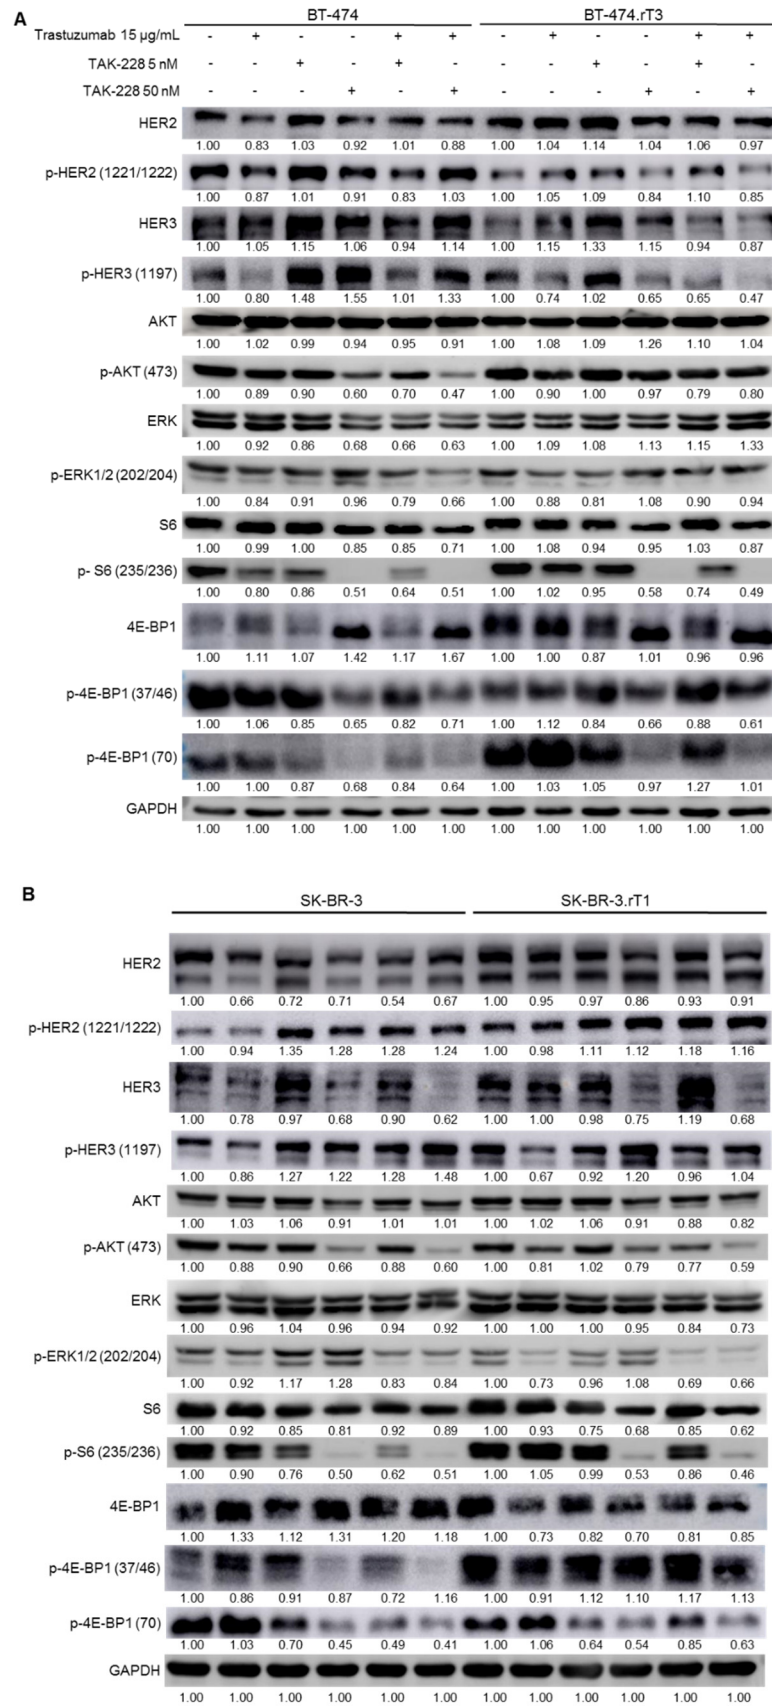 A
BT-474 BT-474.rT3
Trastuzumab 15 µg/mL - + - - + + - + - - + +
TAK-228 5 nM - - + - + - - - + - + -
TAK-228 50 nM - - - + - + - - - + - +
HER2
1.00 0.83 1.03 0.92 1.01 0.88 1.00 1.04 1.14 1.04 1.06 0.97
p-HER2 (1221/1222)
1.00 0.87 1.01 0.91 0.83 1.03 1.00 1.05 1.09 0.84 1.10 0.85
HER3
1.00 1.05 1.15 1.06 0.94 1.14 1.00 1.15 1.33 1.15 0.94 0.87
p-HER3 (1197)
1.00 0.80 1.48 1.55 1.01 1.33 1.00 0.74 1.02 0.65 0.65 0.47
AKT
1.00 1.02 0.99 0.94 0.95 0.91 1.00 1.08 1.09 1.26 1.10 1.04
p-AKT (473)
1.00 0.89 0.90 0.60 0.70 0.47 1.00 0.90 1.00 0.97 0.79 0.80
ERK
1.00 0.92 0.86 0.68 0.66 0.63 1.00 1.09 1.08 1.13 1.15 1.33
p-ERK1/2 (202/204)
1.00 0.84 0.91 0.96 0.79 0.66 1.00 0.88 0.81 1.08 0.90 0.94
S6
1.00 0.99 1.00 0.85 0.85 0.71 1.00 1.08 0.94 0.95 1.03 0.87
p- S6 (235/236)
1.00 0.80 0.86 0.51 0.64 0.51 1.00 1.02 0.95 0.58 0.74 0.49
4E-BP1
1.00 1.11 1.07 1.42 1.17 1.67 1.00 1.00 0.87 1.01 0.96 0.96
p-4E-BP1 (37/46)
1.00 1.06 0.85 0.65 0.82 0.71 1.00 1.12 0.84 0.66 0.88 0.61
p-4E-BP1 (70)
1.00 1.00 0.87 0.68 0.84 0.64 1.00 1.03 1.05 0.97 1.27 1.01
GAPDH
1.00 1.00 1.00 1.00 1.00 1.00 1.00 1.00 1.00 1.00 1.00 1.00
B
SK-BR-3 SK-BR-3.rT1
HER2
1.00 0.66 0.72 0.71 0.54 0.67 1.00 0.95 0.97 0.86 0.93 0.91
p-HER2 (1221/1222)
1.00 0.94 1.35 1.28 1.28 1.24 1.00 0.98 1.11 1.12 1.18 1.16
HER3
1.00 0.78 0.97 0.68 0.90 0.62 1.00 1.00 0.98 0.75 1.19 0.68
p-HER3 (1197)
1.00 0.86 1.27 1.22 1.28 1.48 1.00 0.67 0.92 1.20 0.96 1.04
AKT
1.00 1.03 1.06 0.91 1.01 1.01 1.00 1.02 1.06 0.91 0.88 0.82
p-AKT (473)
1.00 0.88 0.90 0.66 0.88 0.60 1.00 0.81 1.02 0.79 0.77 0.59
ERK
1.00 0.96 1.04 0.96 0.94 0.92 1.00 1.00 1.00 0.95 0.84 0.73
p-ERK1/2 (202/204)
1.00 0.92 1.17 1.28 0.83 0.84 1.00 0.73 0.96 1.08 0.69 0.66
S6
1.00 0.92 0.85 0.81 0.92 0.89 1.00 0.93 0.75 0.68 0.85 0.62
p-S6 (235/236)
1.00 0.90 0.76 0.50 0.62 0.51 1.00 1.05 0.99 0.53 0.86 0.46
4E-BP1
1.00 1.33 1.12 1.31 1.20 1.18 1.00 0.73 0.82 0.70 0.81 0.85
p-4E-BP1 (37/46)
1.00 0.86 0.91 0.87 0.72 1.16 1.00 0.91 1.12 1.10 1.17 1.13
p-4E-BP1 (70)
1.00 1.03 0.70 0.45 0.49 0.41 1.00 1.06 0.64 0.54 0.85 0.63
GAPDH
1.00 1.00 1.00 1.00 1.00 1.00 1.00 1.00 1.00 1.00 1.00 1.00